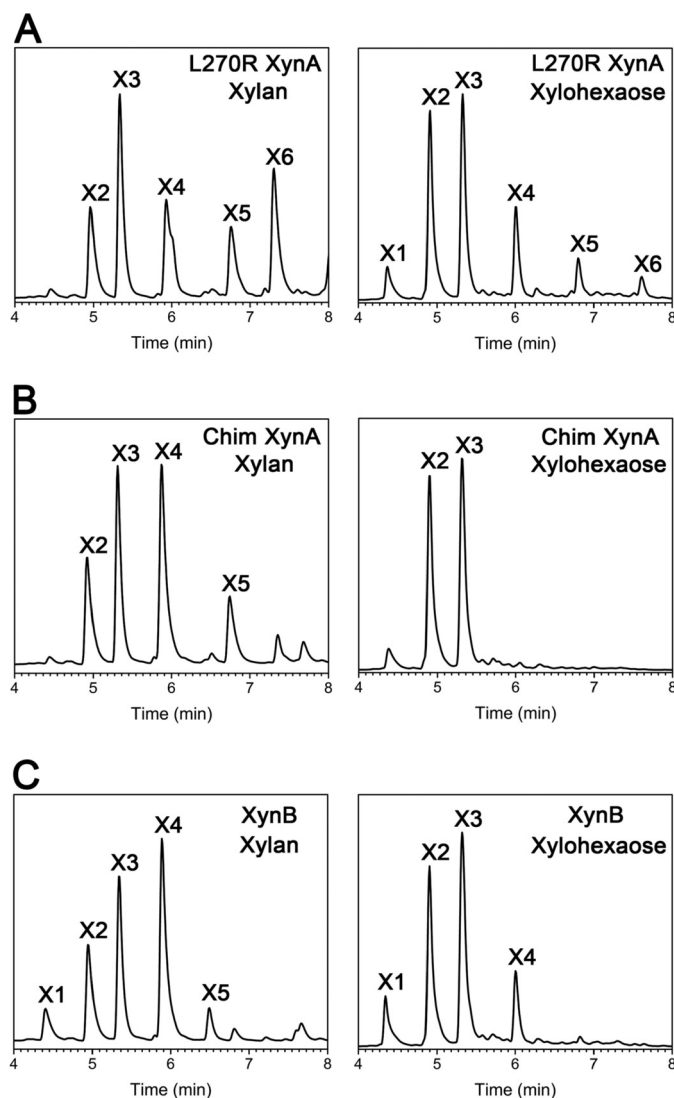 A
L270R XynA
Xylan
X2
X3
X4
X5
X6
4 5 6 7 8
Time (min)
L270R XynA
Xylohexaose
X1
X2
X3
X4
X5
X6
4 5 6 7 8
Time (min)
B
Chim XynA
Xylan
X2
X3
X4
X5
4 5 6 7 8
Time (min)
Chim XynA
Xylohexaose
X2
X3
4 5 6 7 8
Time (min)
C
XynB
Xylan
X1
X2
X3
X4
X5
4 5 6 7 8
Time (min)
XynB
Xylohexaose
X1
X2
X3
X4
4 5 6 7 8
Time (min)